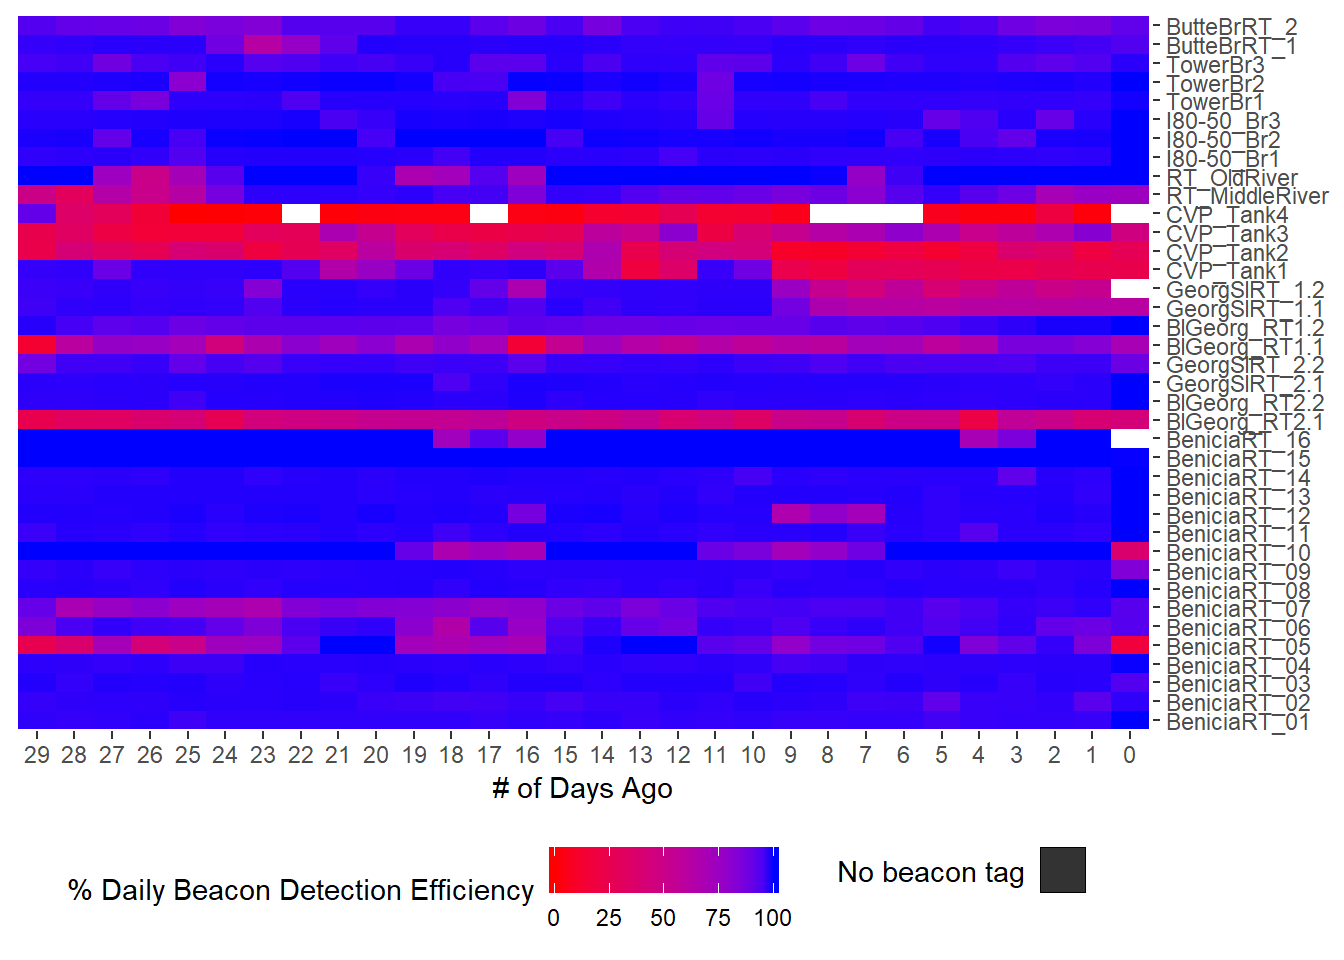 ButteBrRT_2
ButteBrRT_1
TowerBr3
TowerBr2
TowerBr1
I80-50_Br3
I80-50_Br2
I80-50_Br1
RT_OldRiver
RT_MiddleRiver
CVP_Tank4
CVP_Tank3
CVP_Tank2
CVP_Tank1
GeorgSlRT_1.2
GeorgSlRT_1.1
BlGeorg_RT1.2
BlGeorg_RT1.1
GeorgSlRT_2.2
GeorgSlRT_2.1
BlGeorg_RT2.2
BlGeorg_RT2.1
BeniciaRT_16
BeniciaRT_15
BeniciaRT_14
BeniciaRT_13
BeniciaRT_12
BeniciaRT_11
BeniciaRT_10
BeniciaRT_09
BeniciaRT_08
BeniciaRT_07
BeniciaRT_06
BeniciaRT_05
BeniciaRT_04
BeniciaRT_03
BeniciaRT_02
BeniciaRT_01
29 28 27 26 25 24 23 22 21 20 19 18 17 16 15 14 13 12 11 10 9 8 7 6 5 4 3 2 1 0
# of Days Ago
% Daily Beacon Detection Efficiency
0 25 50 75 100
No beacon tag